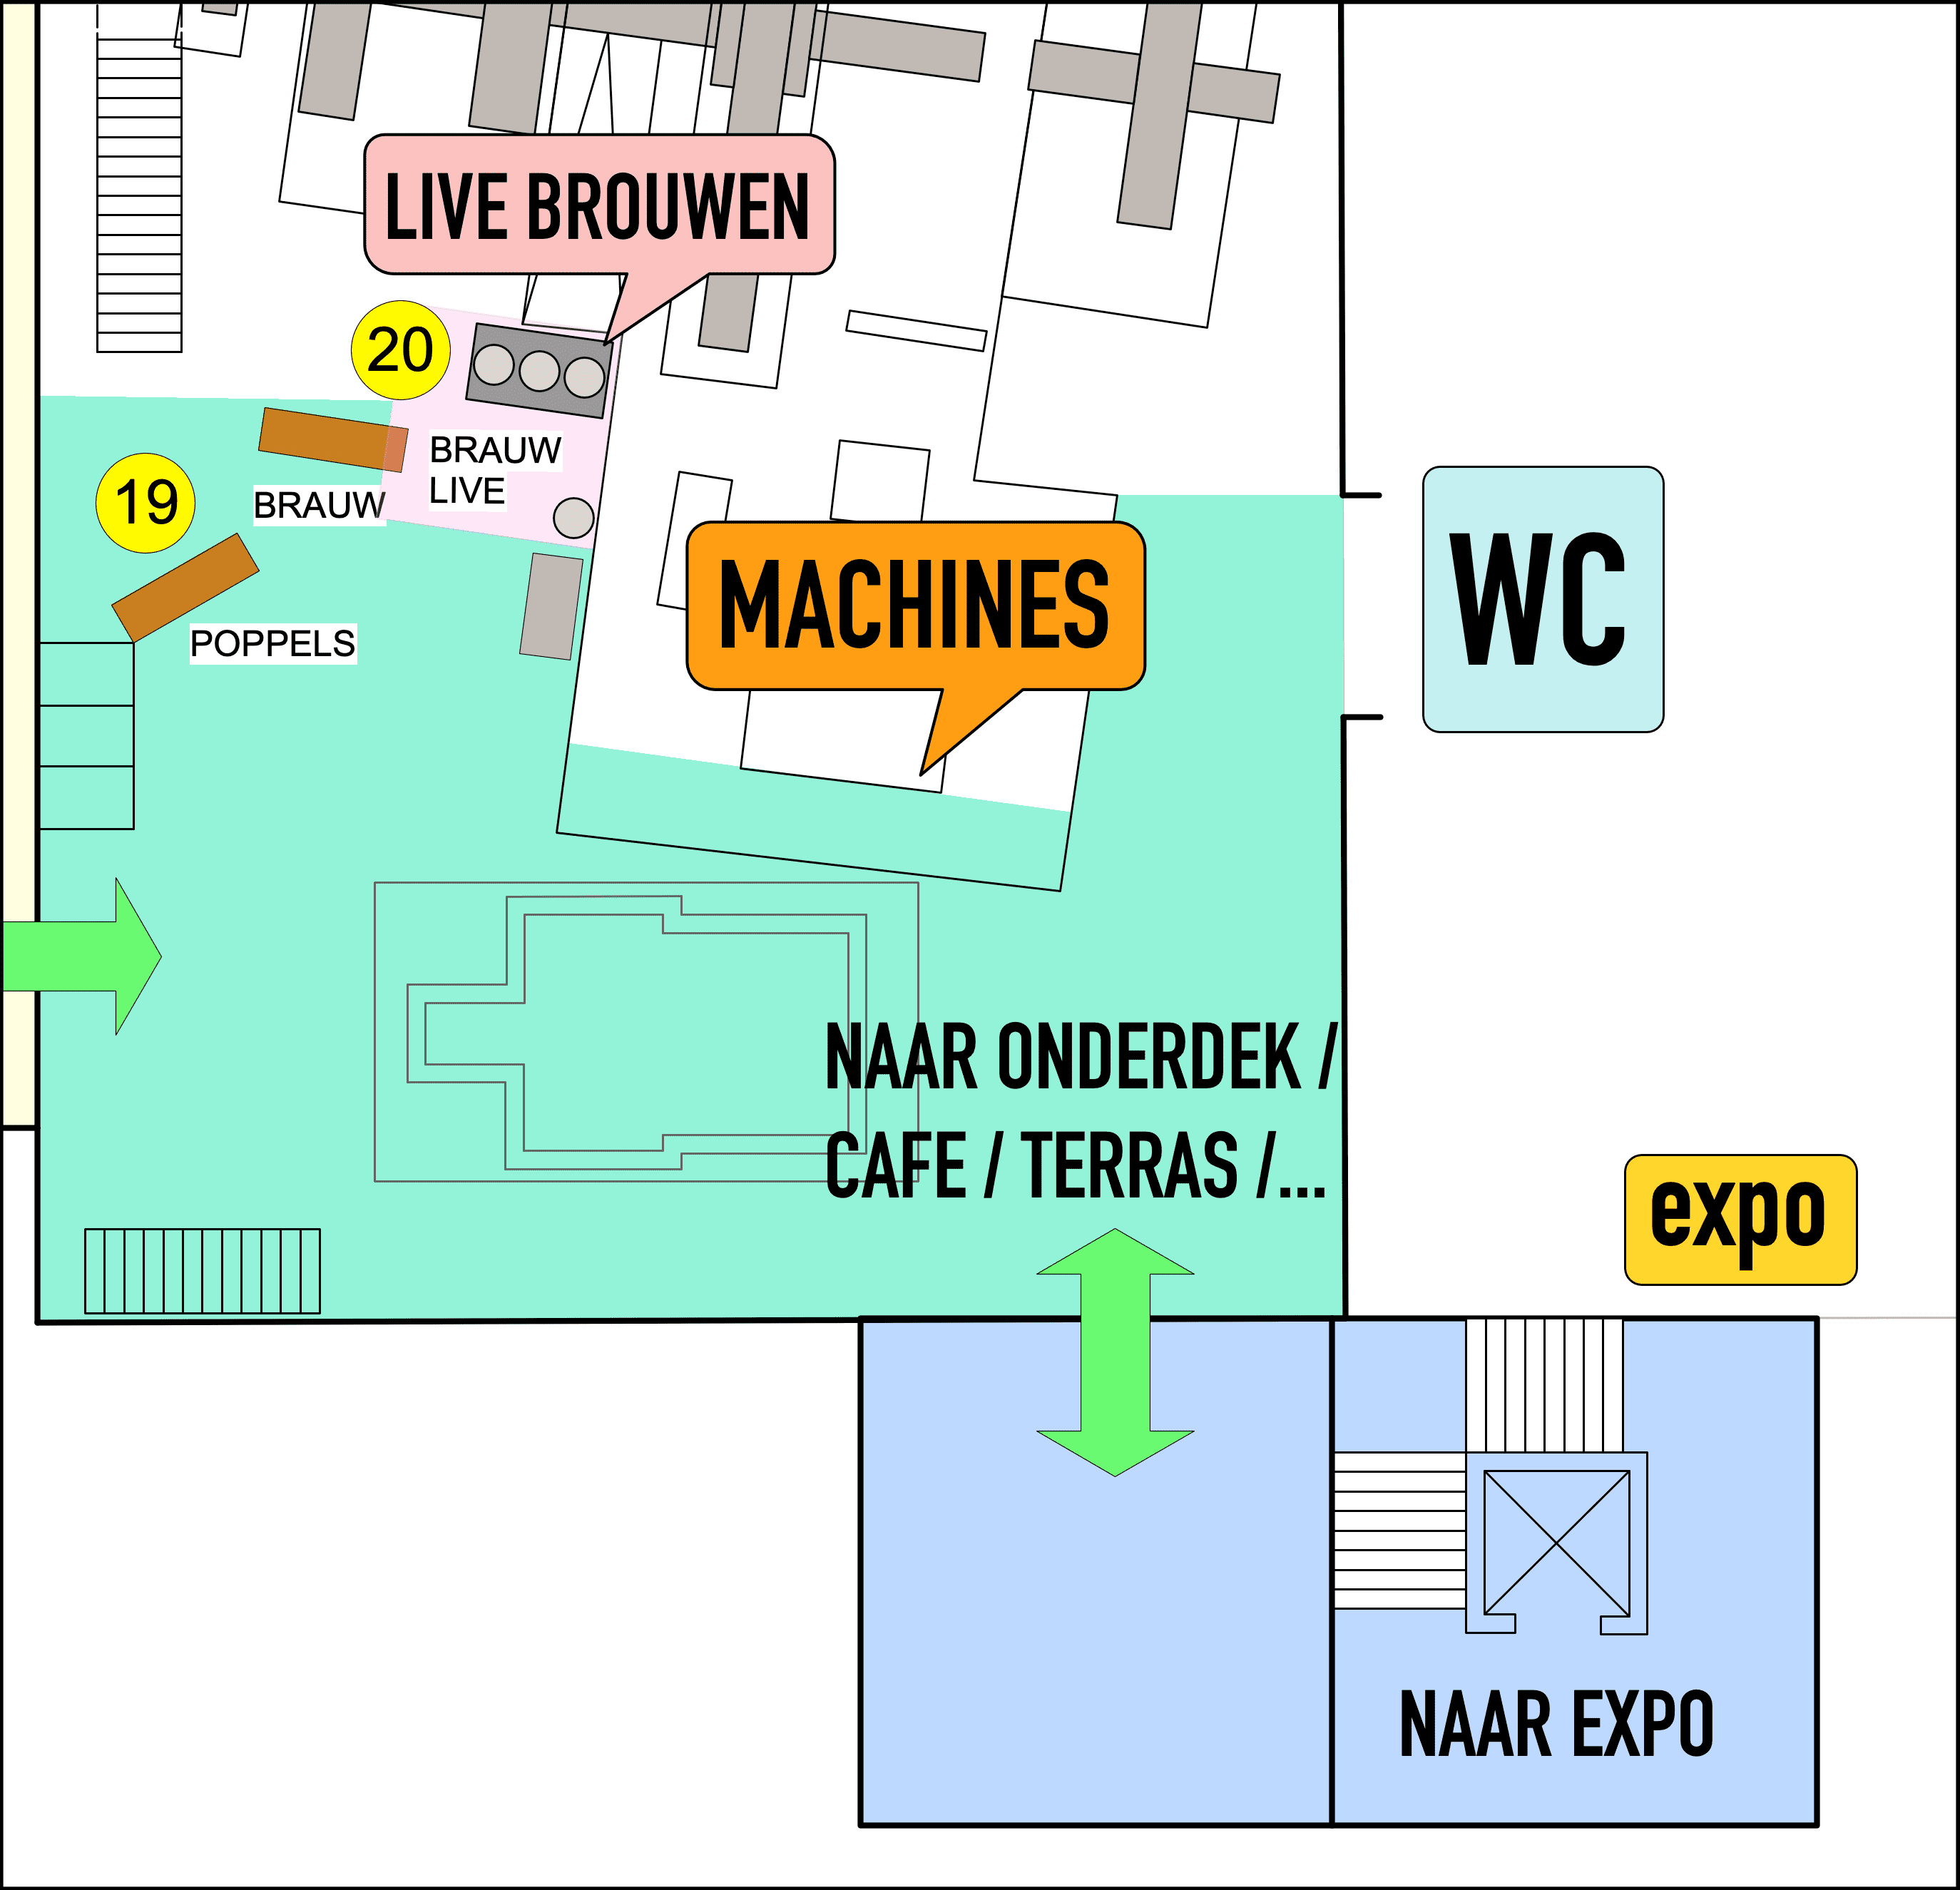 LIVE BROUWEN
20
BRAUW
LIVE
19
BRAUW
POPPELS
MACHINES
WC
NAAR ONDERDEK /
CAFE / TERRAS /...
expo
NAAR EXPO